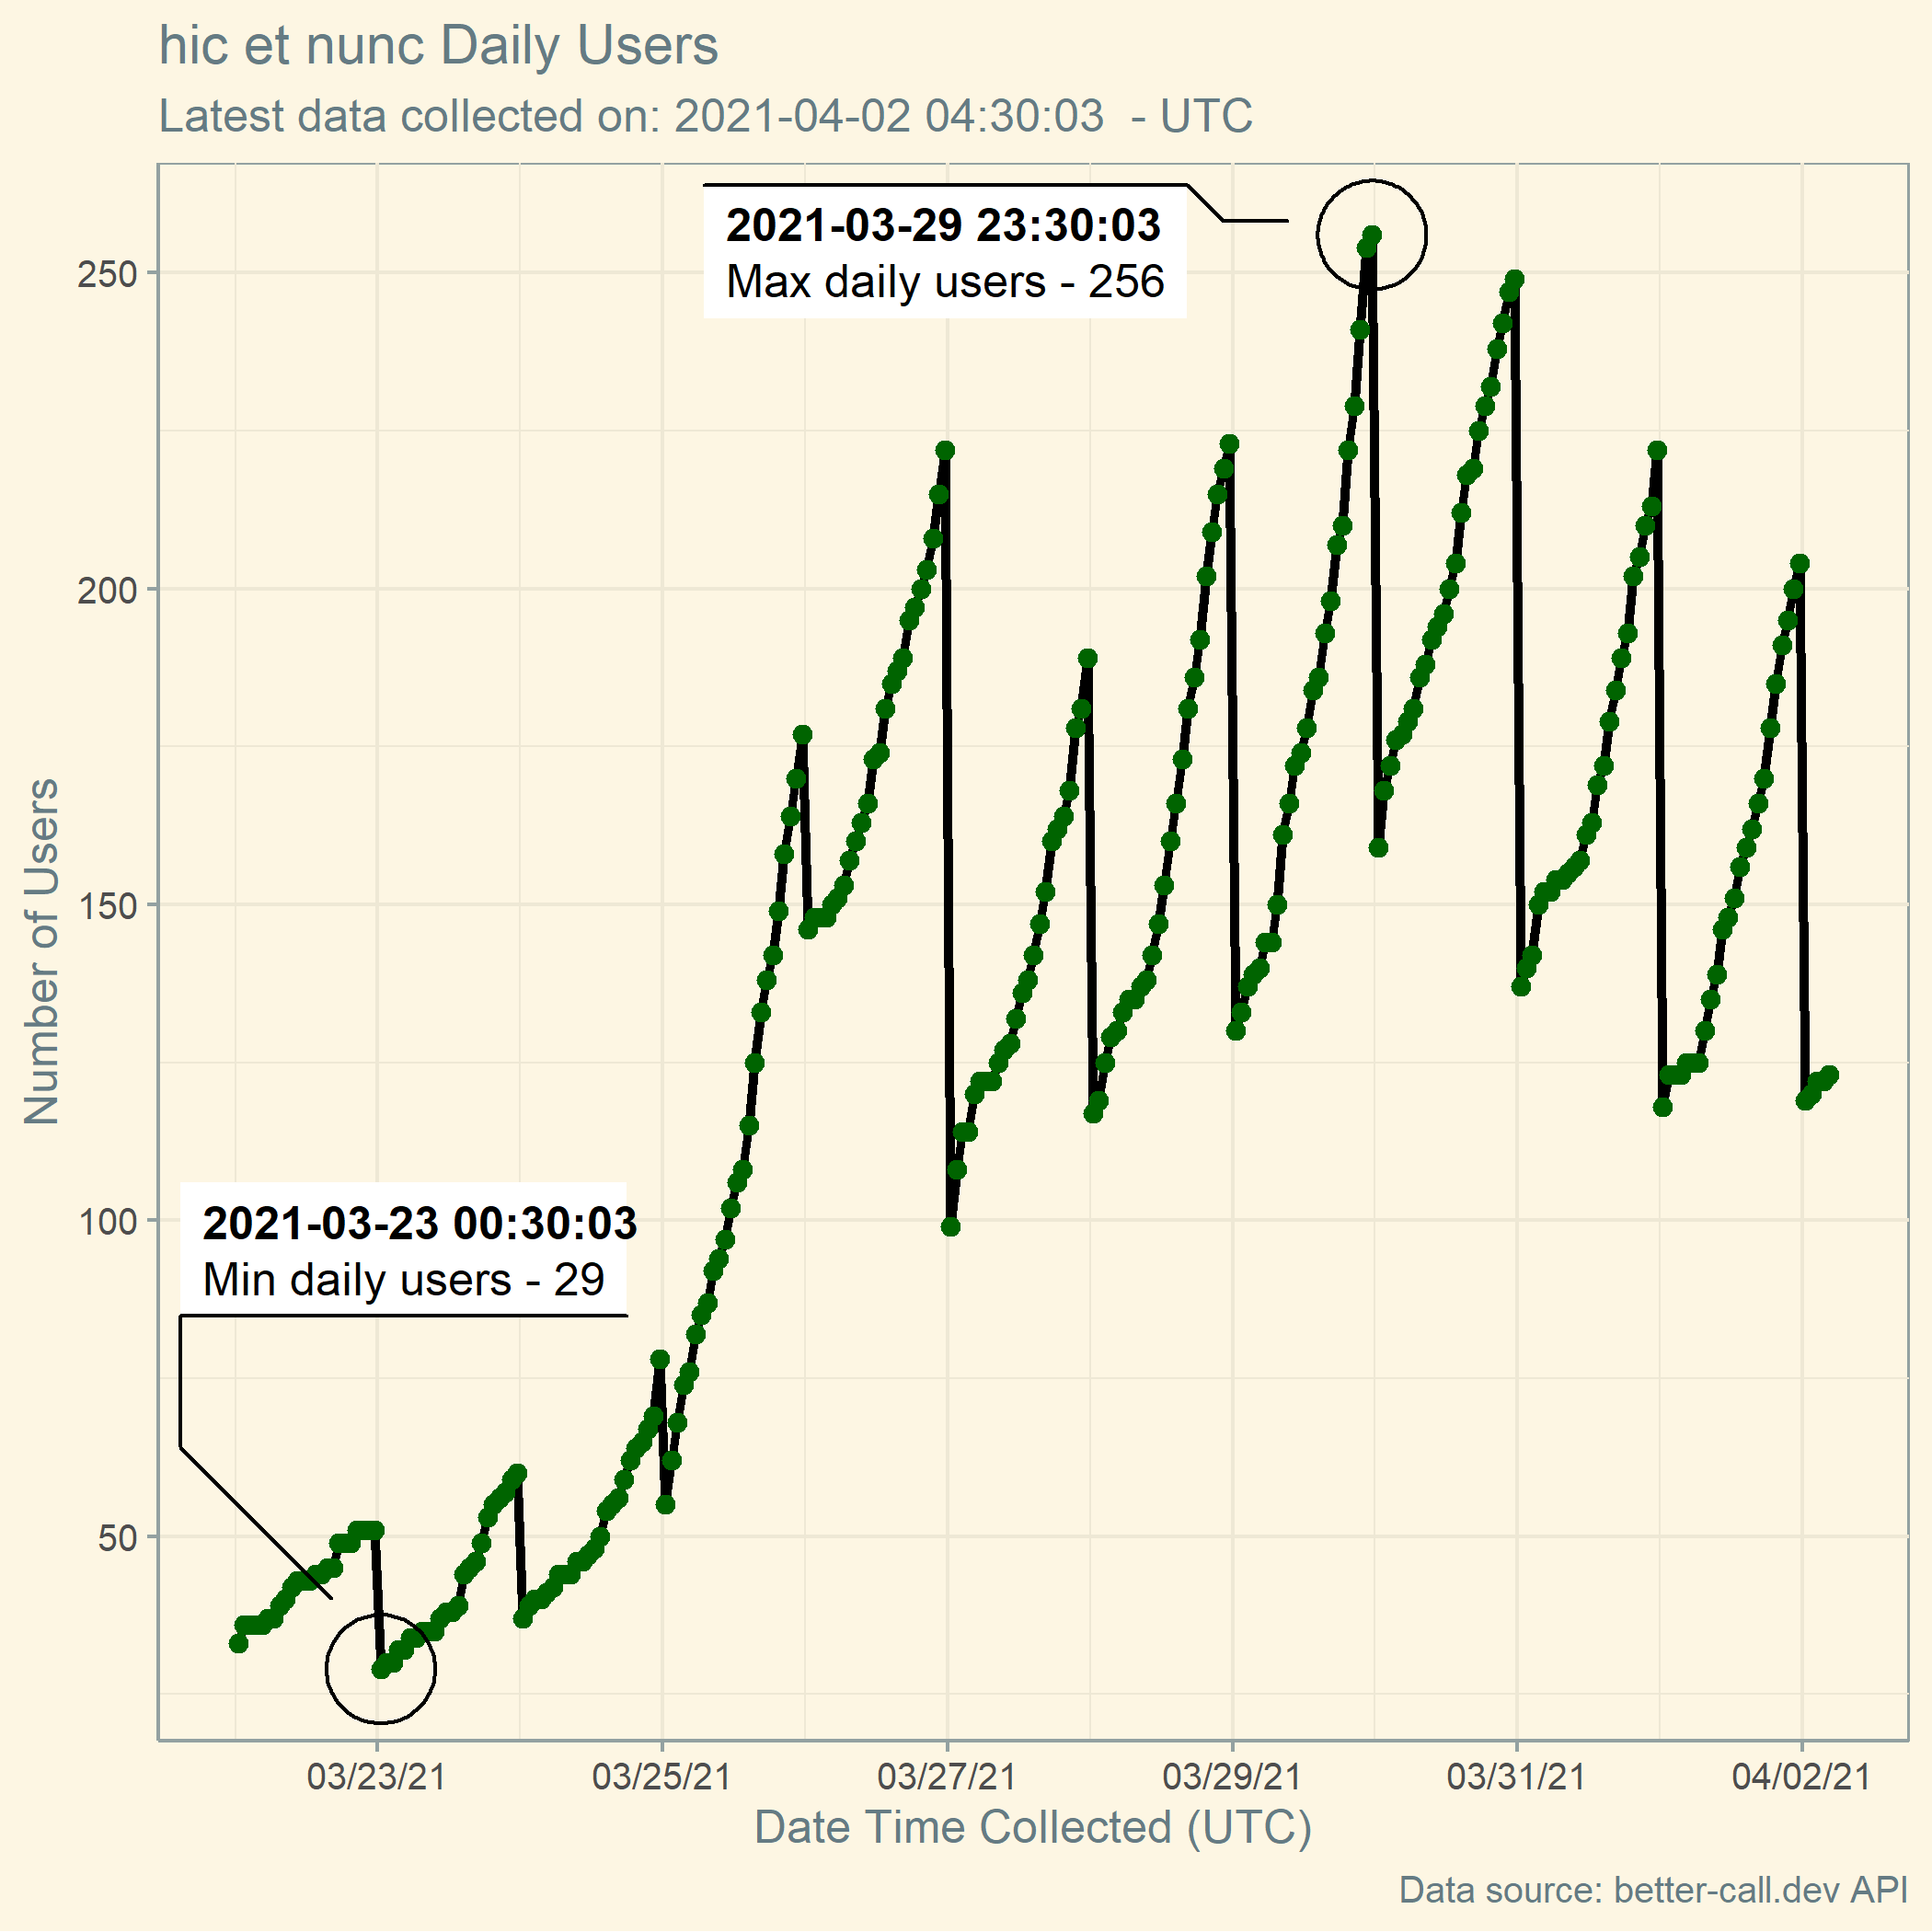 hic et nunc Daily Users
Latest data collected on: 2021-04-02 04:30:03  - UTC
2021-03-29 23:30:03
Max daily users - 256
250
200
150
100
50
Number of Users
2021-03-23 00:30:03
Min daily users - 29
03/23/21
03/25/21
03/27/21
03/29/21
03/31/21
04/02/21
Date Time Collected (UTC)
Data source: better-call.dev API